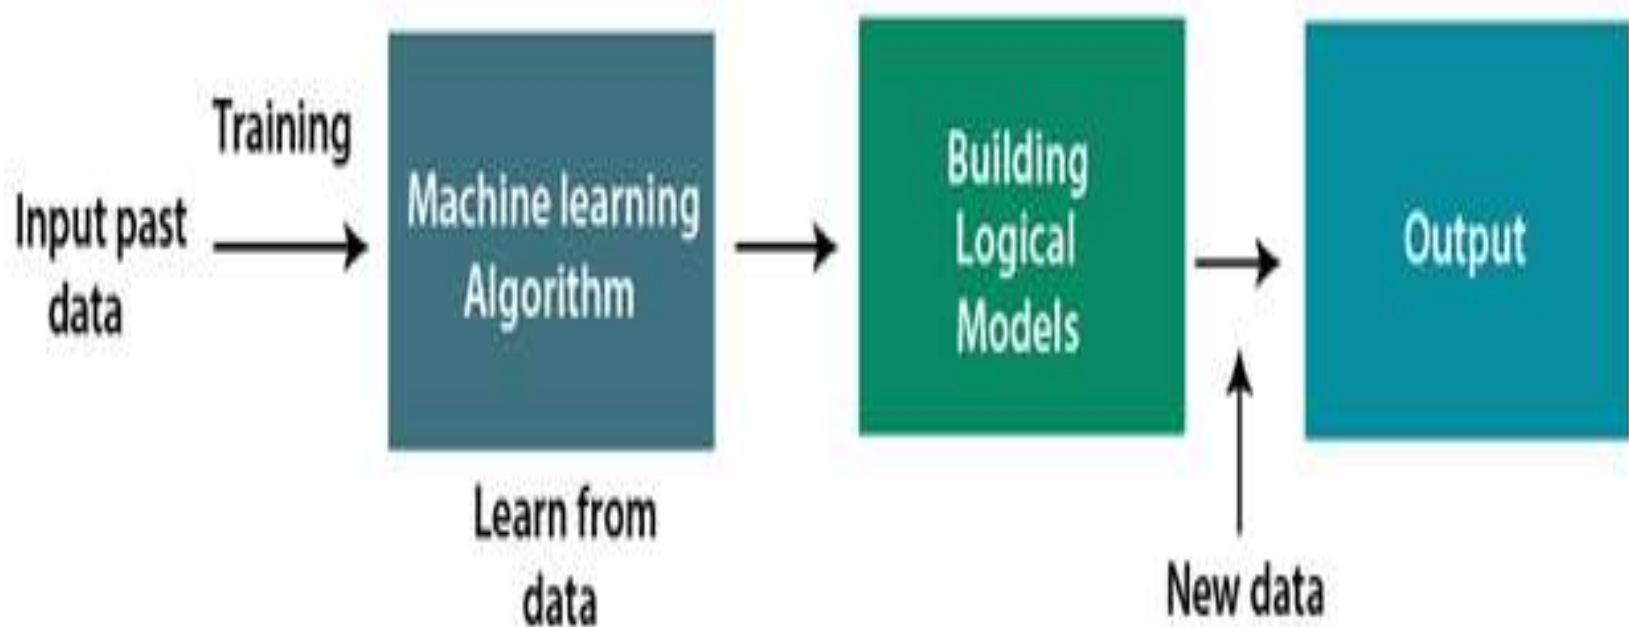 Training
Input past
data
Machine learning
Algorithm
Learn from
data
Building
Logical
Models
New data
Output